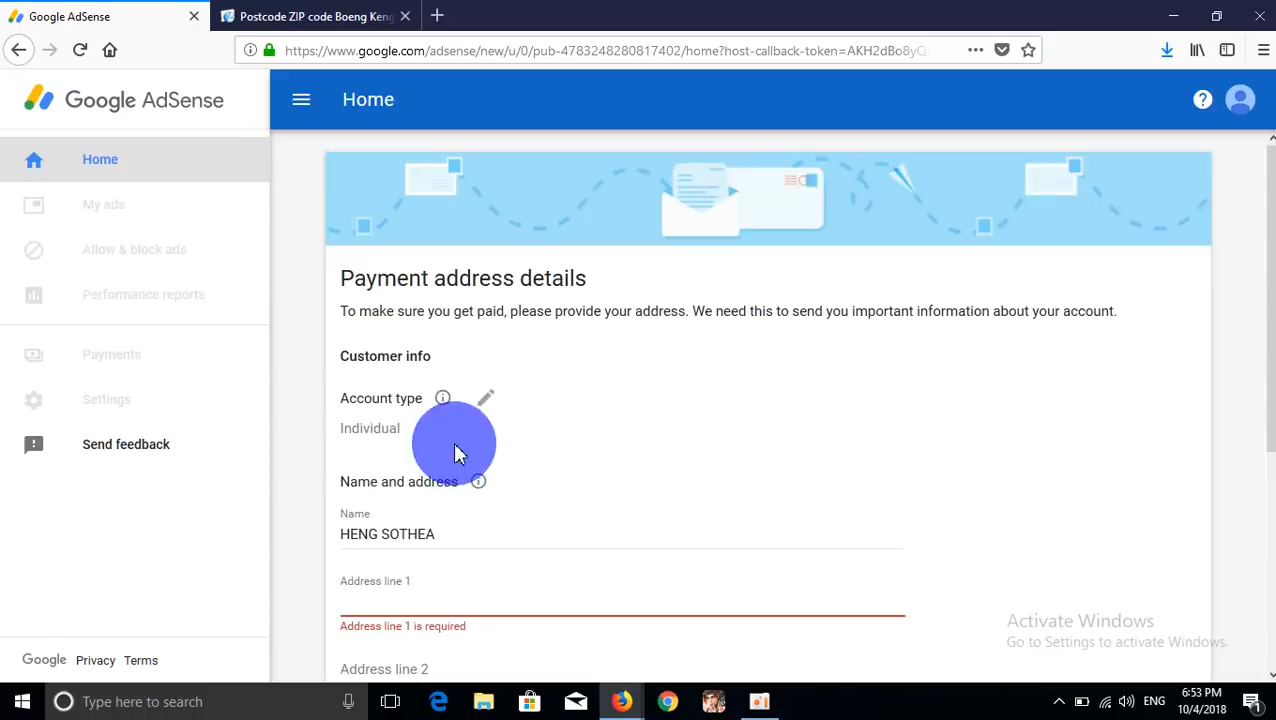 Google AdSense
Postcode ZIP code Boeng Keng
https://www.google.com/adsense/new/u/0/pub-4783248280817402/home?host-callback-token=AKH2dBo8yQ
Google AdSense
Home
Home
My ads
Allow & block ads
Performance reports
Payments
Settings
Send feedback
Payment address details
To make sure you get paid, please provide your address. We need this to send you important information about your account.
Customer info
Account type
Individual
Name and address
Name
HENG SOTHEA
Address line 1
Address line 1 is required
Address line 2
Activate Windows
Go to Settings to activate Windows.
Google Privacy Terms
Type here to search
ENG
6:53 PM
10/4/2018
1